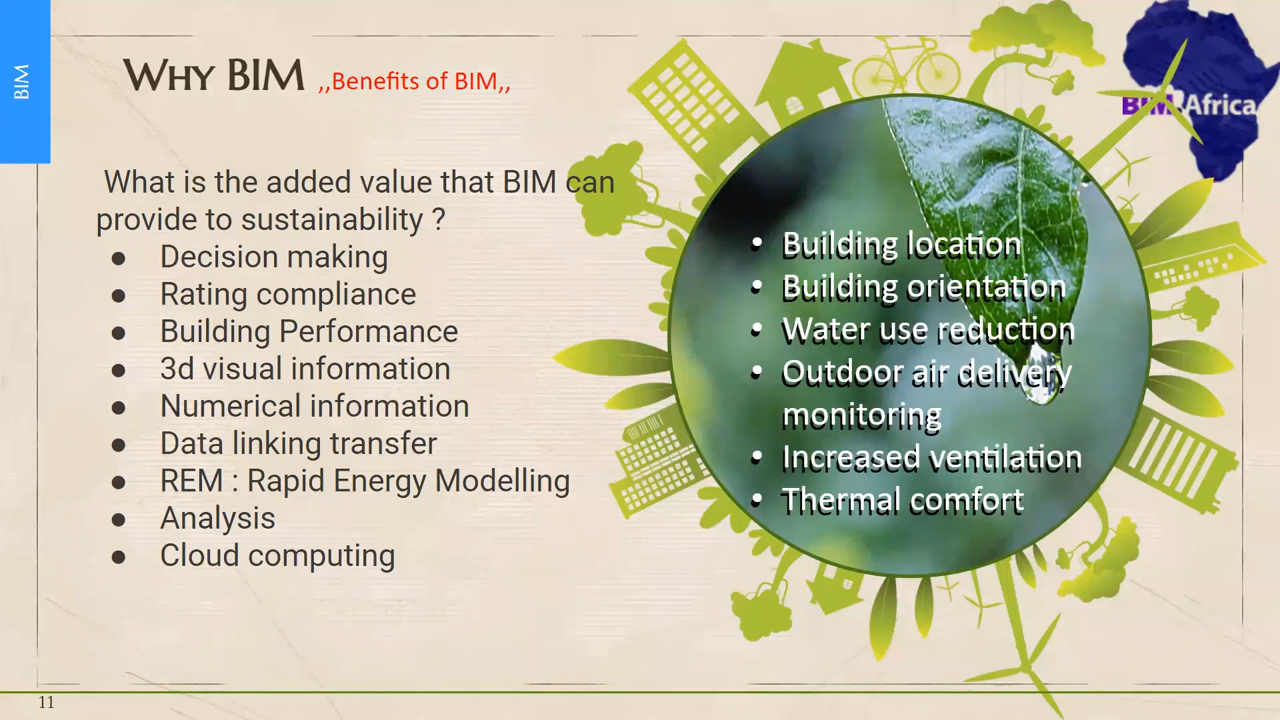 BIM
WHY BIM ,,Benefits of BIM,,
BIM Africa
What is the added value that BIM can
provide to sustainability ?
● Decision making
● Rating compliance
● Building Performance
● 3d visual information
● Numerical information
● Data linking transfer
● REM : Rapid Energy Modelling
● Analysis
● Cloud computing
• Building location
• Building orientation
• Water use reduction
• Outdoor air delivery
monitoring
• Increased ventilation
• Thermal comfort
11